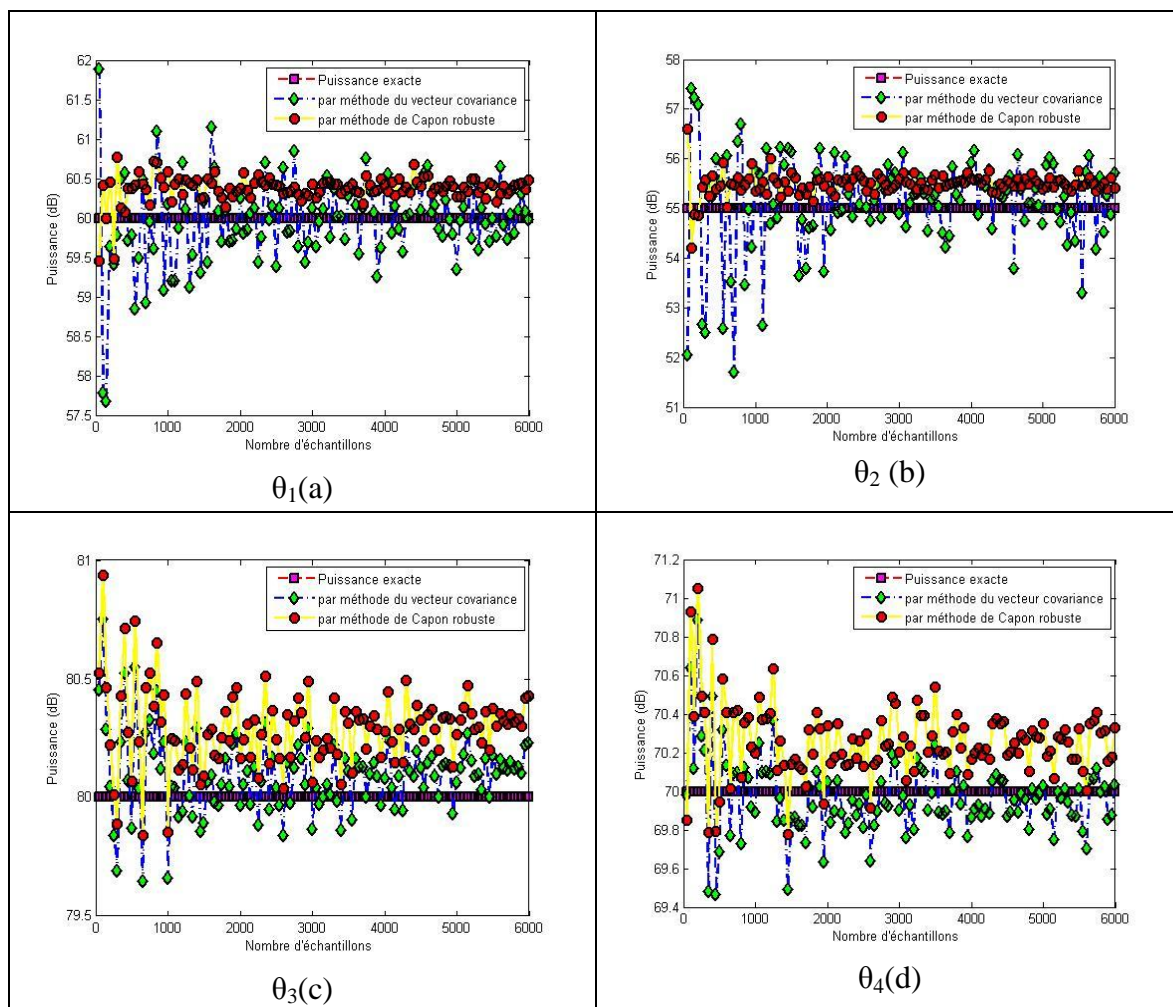 62
61.5
61
60.5
60
59.5
59
58.5
58
57.5
Puissance (dB)
Puissance exacte
par méthode du vecteur covariance
par méthode de Capon robuste
0 1000 2000 3000 4000 5000 6000
Nombre d'échantillons
θ1(a)
58
57
56
55
54
53
52
51
Puissance (dB)
Puissance exacte
par méthode du vecteur covariance
par méthode de Capon robuste
0 1000 2000 3000 4000 5000 6000
Nombre d'échantillons
θ2 (b)
81
80.5
80
79.5
Puissance (dB)
Puissance exacte
par méthode du vecteur covariance
par méthode de Capon robuste
0 1000 2000 3000 4000 5000 6000
Nombre d'échantillons
θ3(c)
71.2
71
70.8
70.6
70.4
70.2
70
69.8
69.6
69.4
Puissance (dB)
Puissance exacte
par méthode du vecteur covariance
par méthode de Capon robuste
0 1000 2000 3000 4000 5000 6000
Nombre d'échantillons
θ4(d)